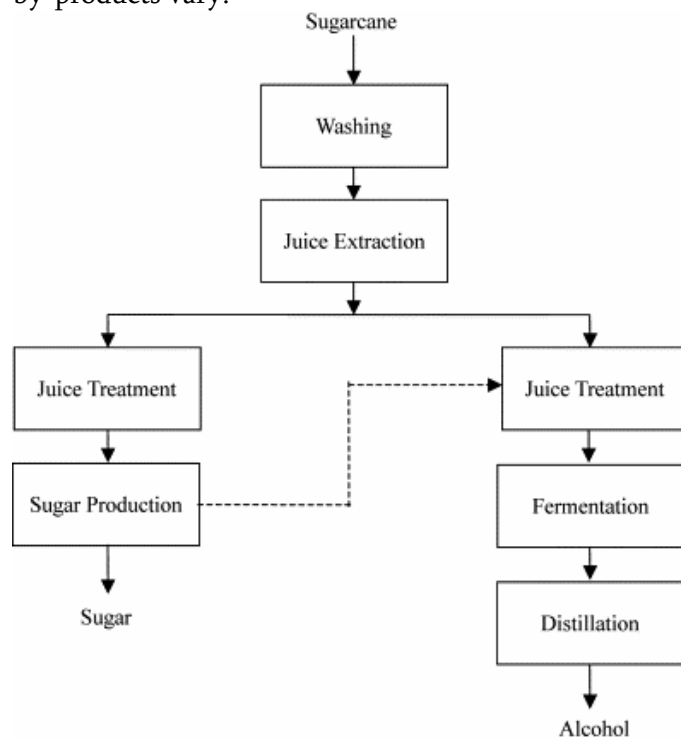 by-products vary.
Sugarcane
Washing
Juice Extraction
Juice Treatment
Juice Treatment
Sugar Production
Fermentation
Sugar
Distillation
Alcohol